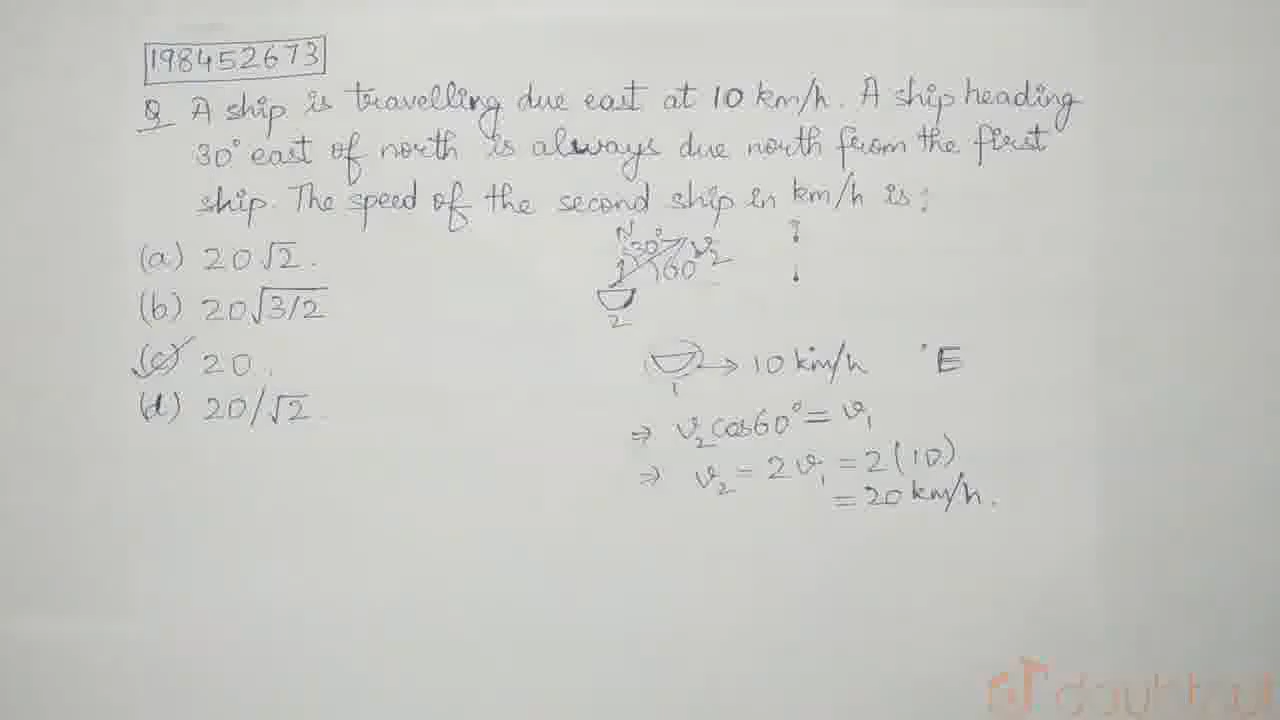 198452673
Q A ship is travelling due east at 10 km/h. A ship heading
30° east of north is always due north from the first
ship. The speed of the second ship in km/h is :
(a) 20√2.
(b) 20√3/2
(c) 20.
(d) 20/√2.
N
30° v₂
60°
2
→ 10 km/h E
1
⇒ v₂ cos60° = v₁
⇒ v₂ = 2v₁ = 2(10)
= 20 km/h.
doubtnut